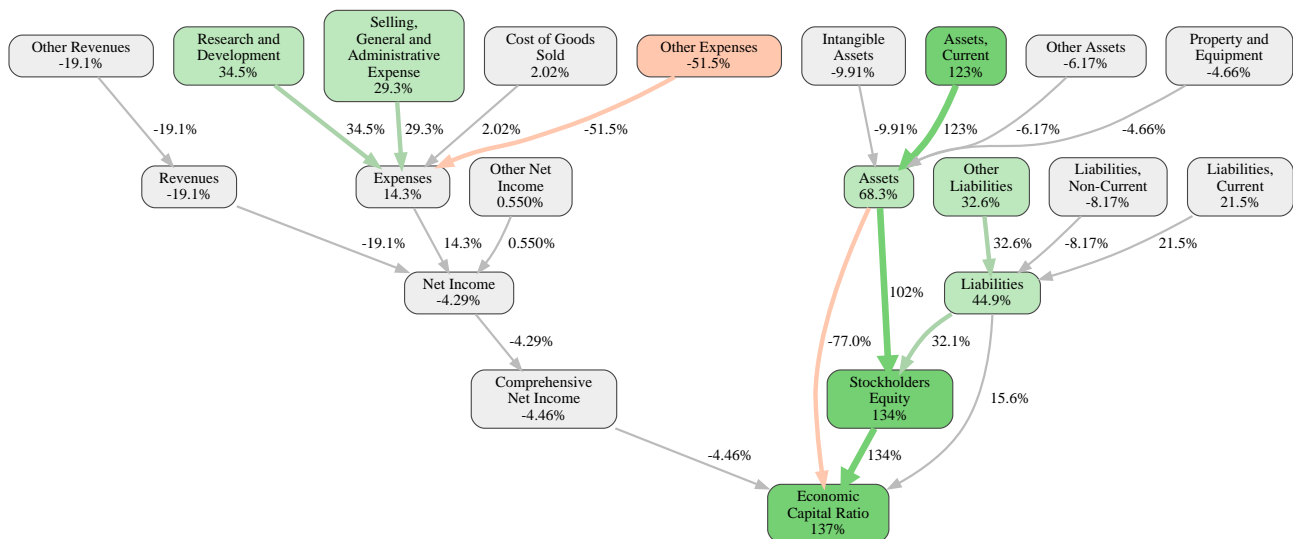 Other Revenues
-19.1%
Research and
Development
34.5%
Selling,
General and
Administrative
Expense
29.3%
Cost of Goods
Sold
2.02%
Other Expenses
-51.5%
Intangible
Assets
-9.91%
Assets,
Current
123%
Other Assets
-6.17%
Property and
Equipment
-4.66%
-19.1%
34.5%
29.3%
2.02%
-51.5%
-9.91%
123%
-6.17%
-4.66%
Revenues
-19.1%
Expenses
14.3%
Other Net
Income
0.550%
Assets
68.3%
Other
Liabilities
32.6%
Liabilities,
Non-Current
-8.17%
Liabilities,
Current
21.5%
-19.1%
14.3%
0.550%
32.6%
-8.17%
21.5%
Net Income
-4.29%
Liabilities
44.9%
102%
-4.29%
-77.0%
32.1%
Comprehensive
Net Income
-4.46%
Stockholders
Equity
134%
15.6%
-4.46%
134%
Economic
Capital Ratio
137%